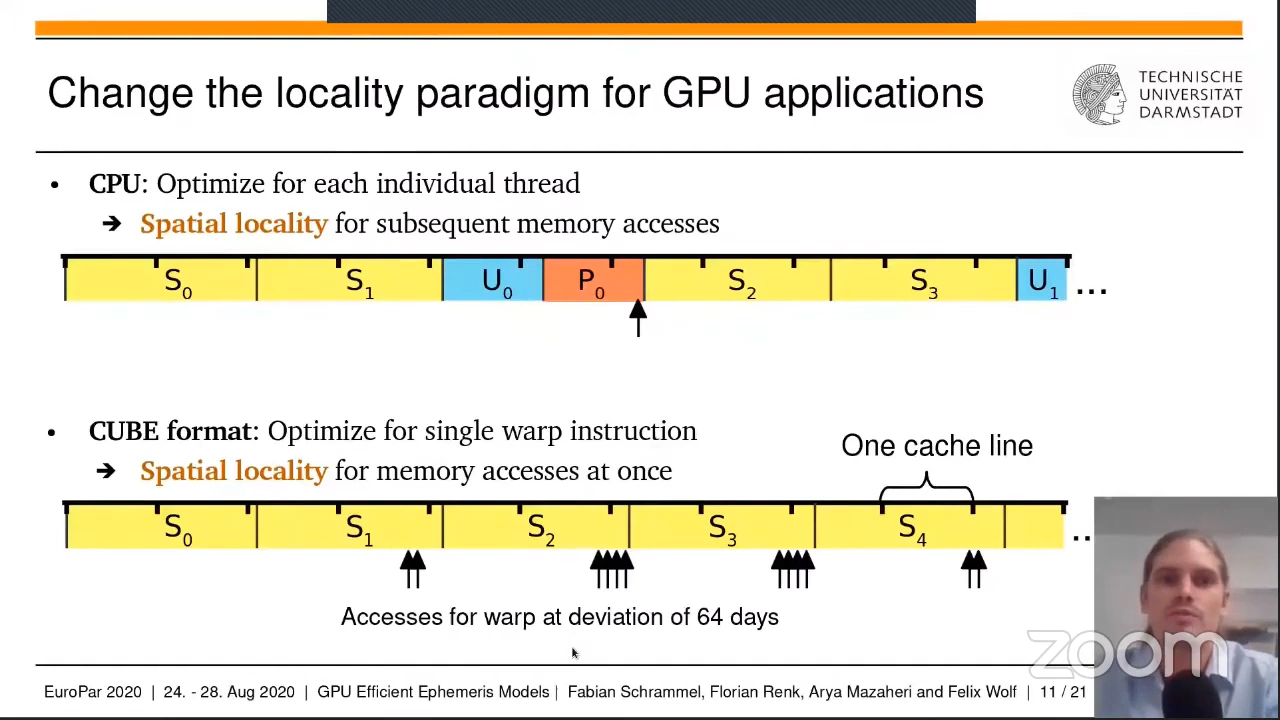 Change the locality paradigm for GPU applications
TECHNISCHE
UNIVERSITÄT
DARMSTADT
• CPU: Optimize for each individual thread
➔ Spatial locality for subsequent memory accesses
S0 S1 U0 P0 S2 S3 U1 ...
• CUBE format: Optimize for single warp instruction
➔ Spatial locality for memory accesses at once
One cache line
S0 S1 S2 S3 S4 ..
Accesses for warp at deviation of 64 days
zoom
EuroPar 2020 | 24. - 28. Aug 2020 | GPU Efficient Ephemeris Models | Fabian Schrammel, Florian Renk, Arya Mazaheri and Felix Wolf | 11 / 21